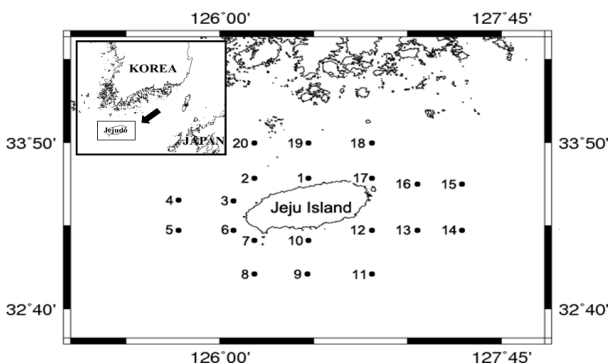 126°00' 127°45'
KOREA
Jejudo
JAPAN
33°50' 20 19 18 33°50'
2 1 17 16 15
4 3 Jeju Island
5 6 7 10 12 13 14
8 9 11
32°40' 32°40'
126°00' 127°45'